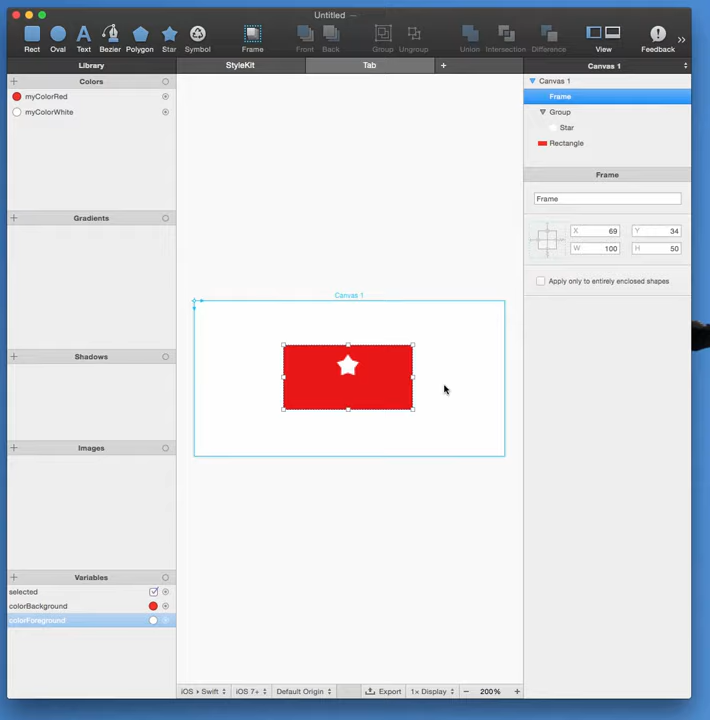 Untitled —
Rect Oval Text Bezier Polygon Star Symbol Frame Front Back Group Ungroup Union Intersection Difference View Feedback
Library StyleKit Tab + Canvas 1
Colors
myColorRed
myColorWhite
Gradients
Shadows
Images
Variables
selected
colorBackground
colorForeground
Canvas 1
Canvas 1
Frame
Group
Star
Rectangle
Frame
Frame
X 69 Y 34
W 100 H 50
Apply only to entirely enclosed shapes
iOS ▸ Swift iOS 7+ Default Origin Export 1× Display − 200% +